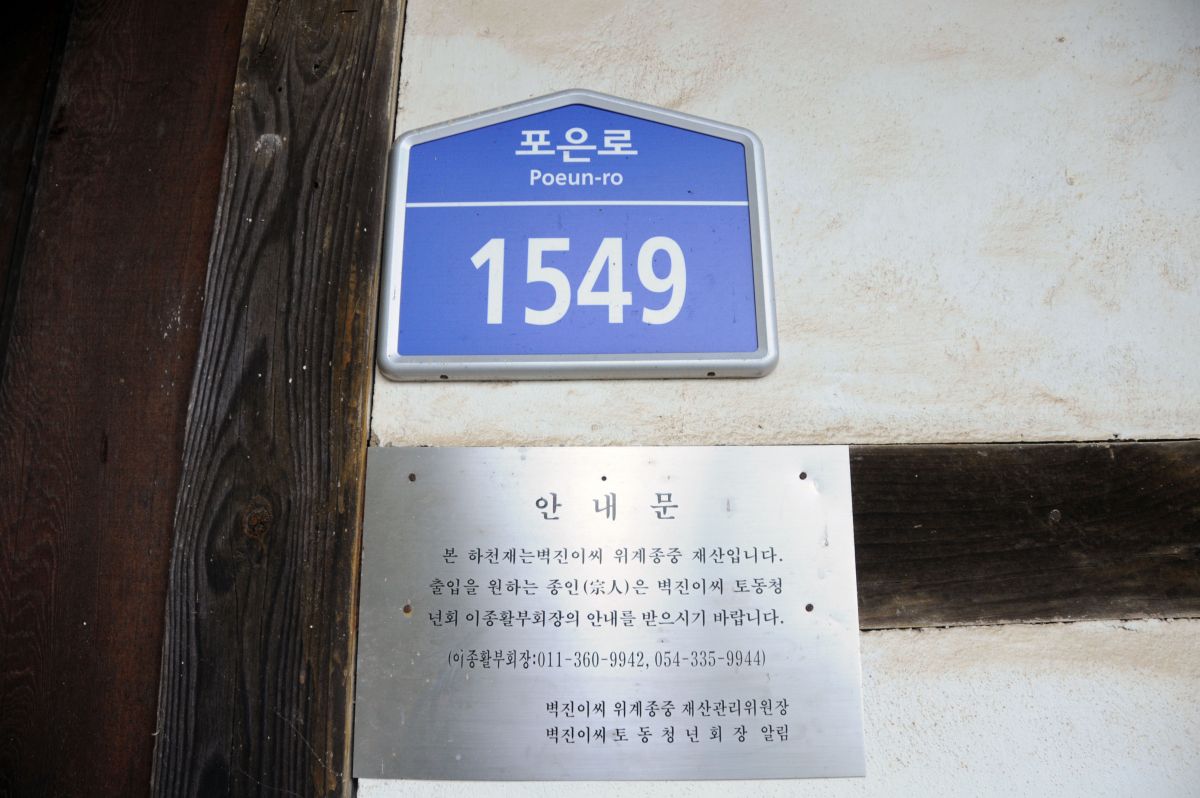 포은로
Poeun-ro
1549
안 내 문
본 하천재는벽진이씨 위계종중 재산입니다.
출입을 원하는 종인(宗人)은 벽진이씨 토동청
년회 이종활부회장의 안내를 받으시기 바랍니다.
(이종활부회장:011-360-9942, 054-335-9944)
벽진이씨 위계종중 재산관리위원장
벽진이씨 토 동 청 년 회 장 알림